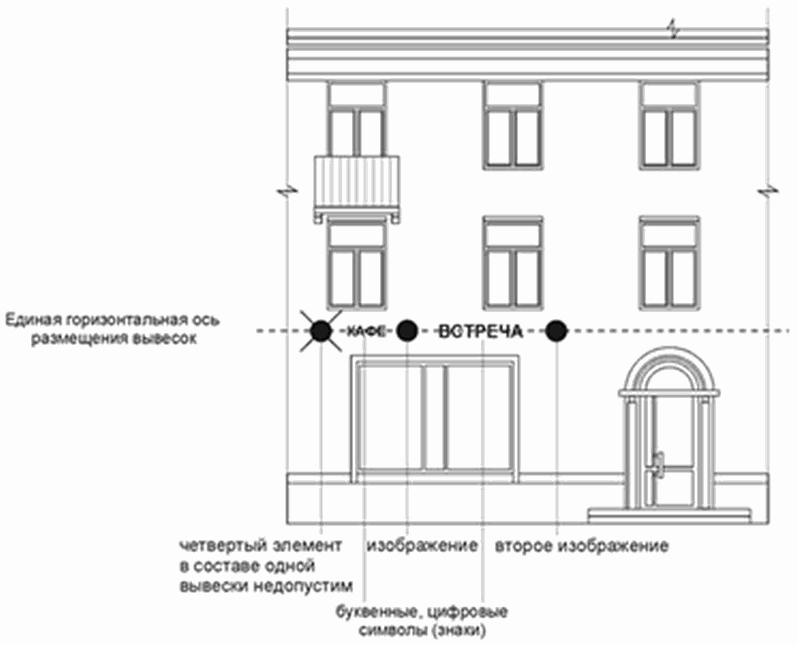 Единая горизонтальная ось
размещения вывесок
КАФЕ ВСТРЕЧА
четвертый элемент
в составе одной
вывески недопустим
изображение
второе изображение
буквенные, цифровые
символы (знаки)